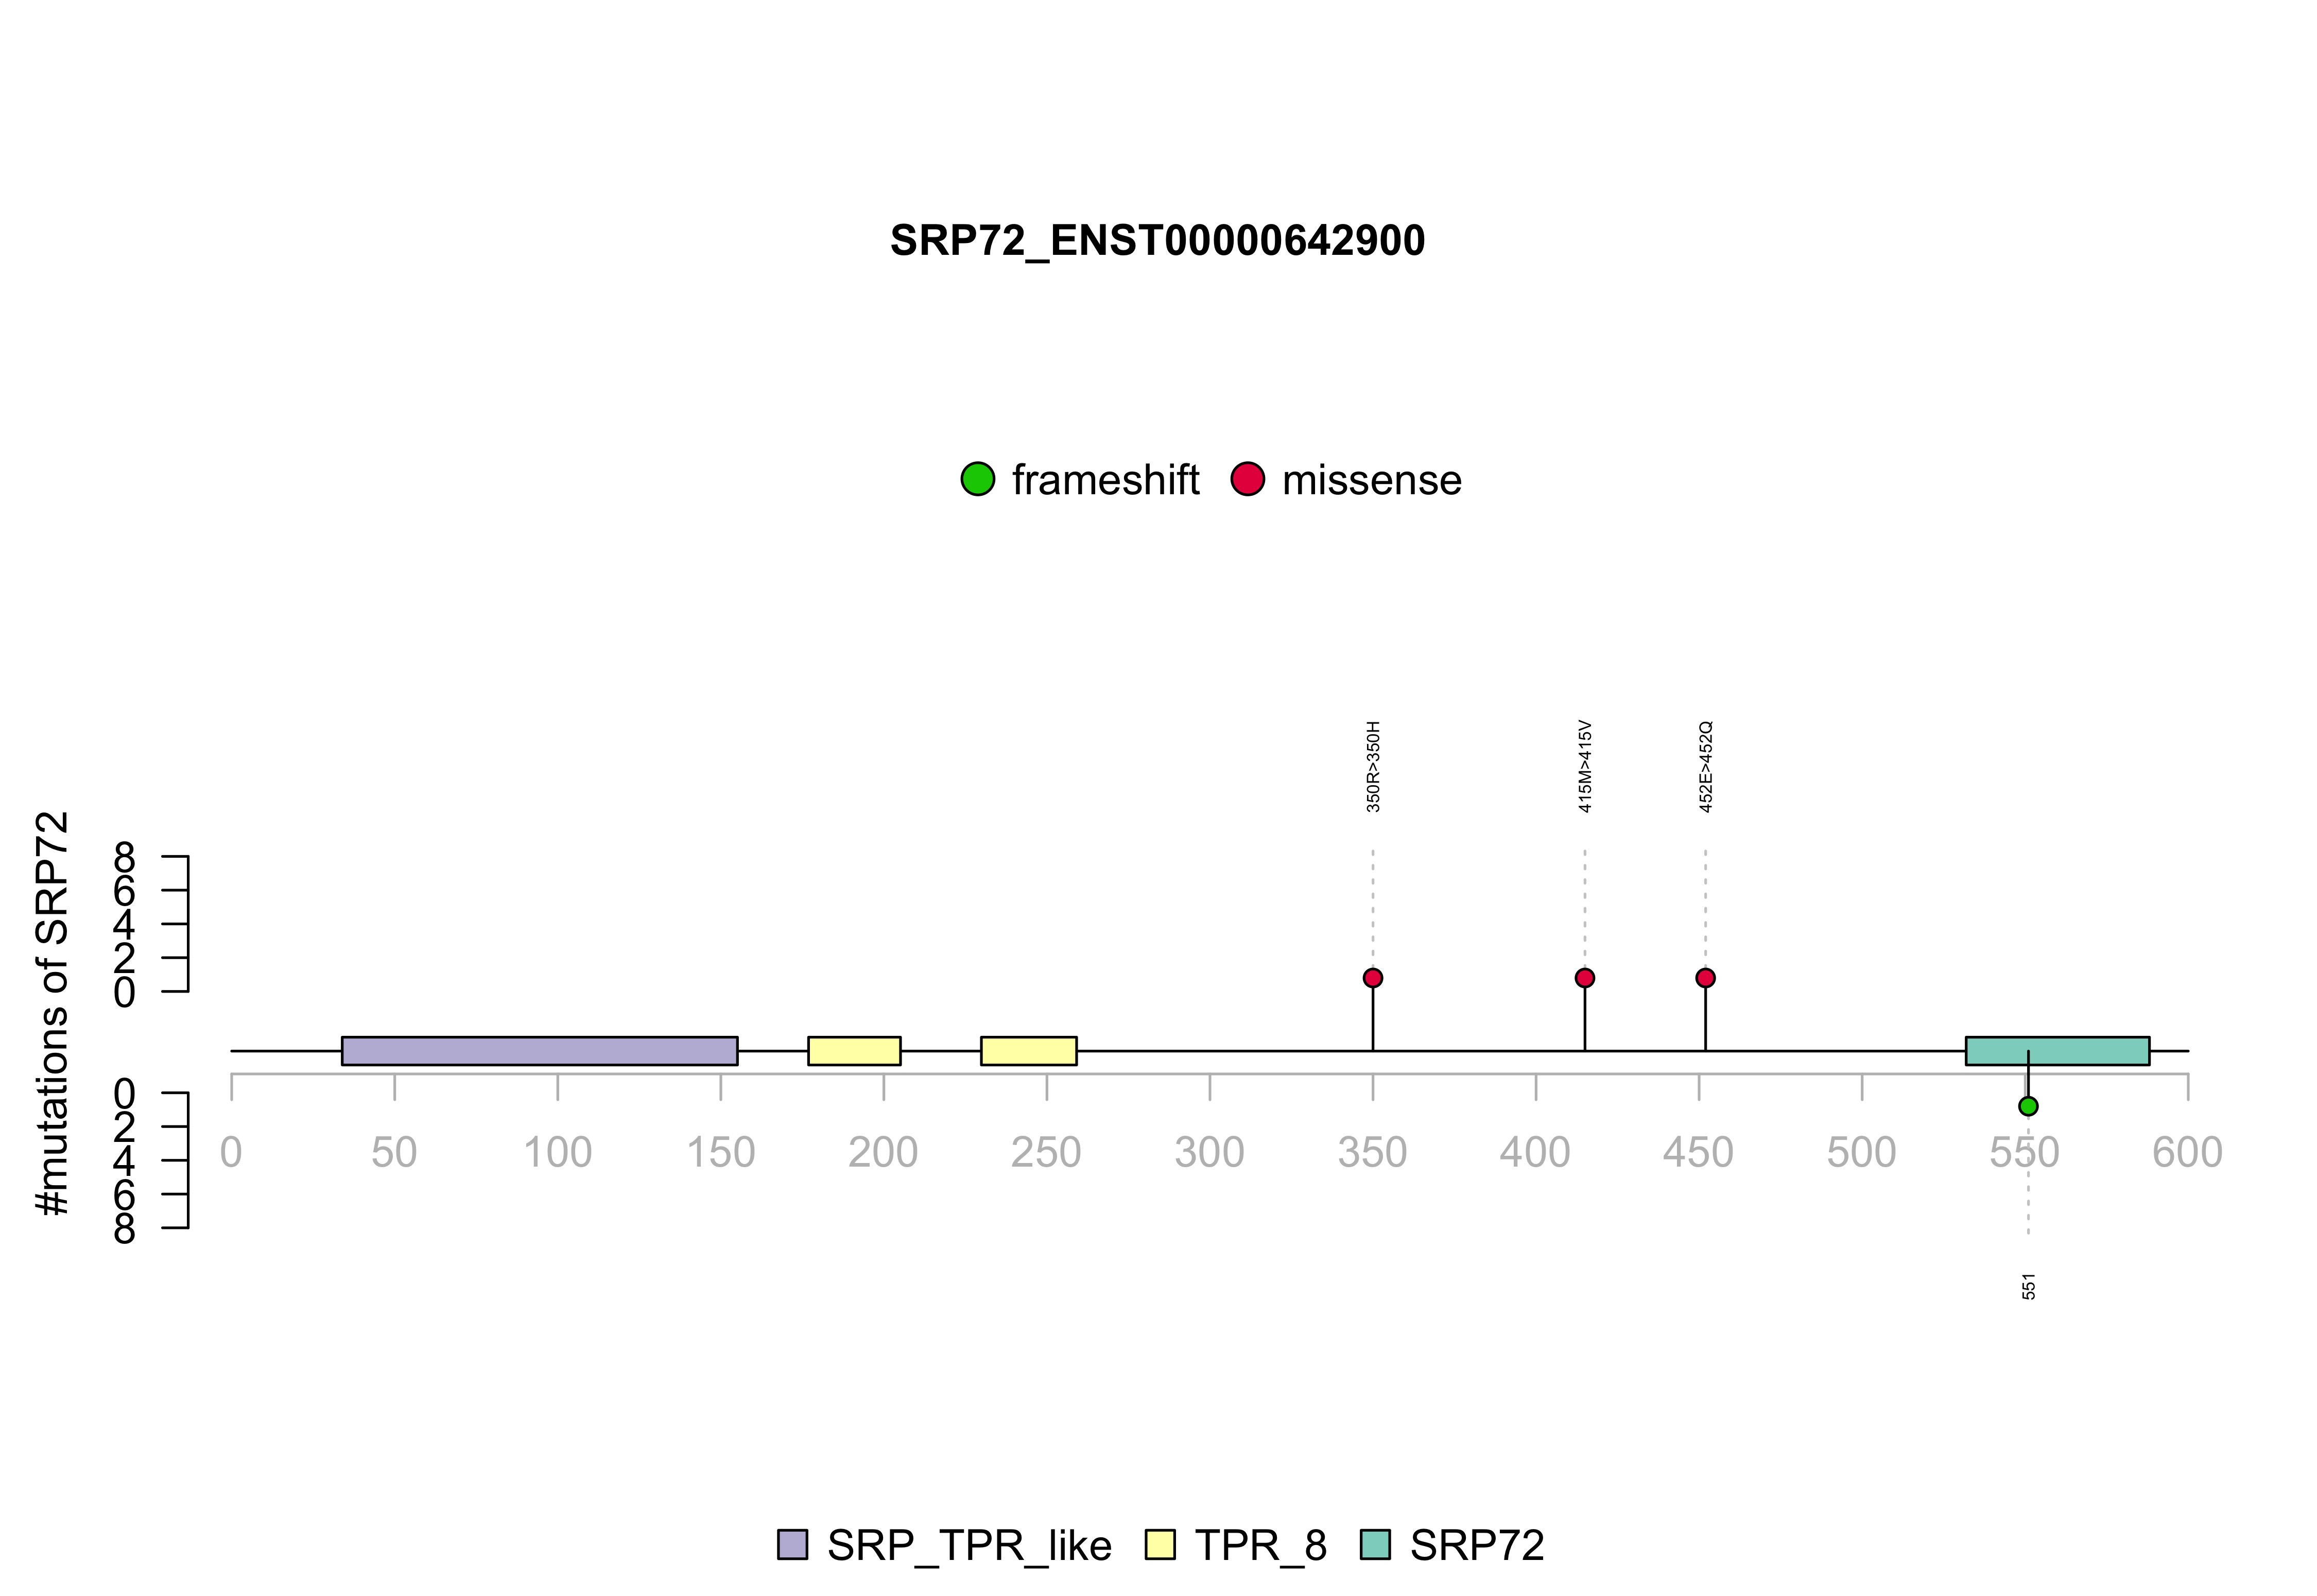 SRP72_ENST00000642900
frameshift missense
350R>350H 415M>415V 452E>452Q
#mutations of SRP72
8
6
4
2
0
0
2
4
6
8
0 50 100 150 200 250 300 350 400 450 500 550 600
551
SRP_TPR_like TPR_8 SRP72